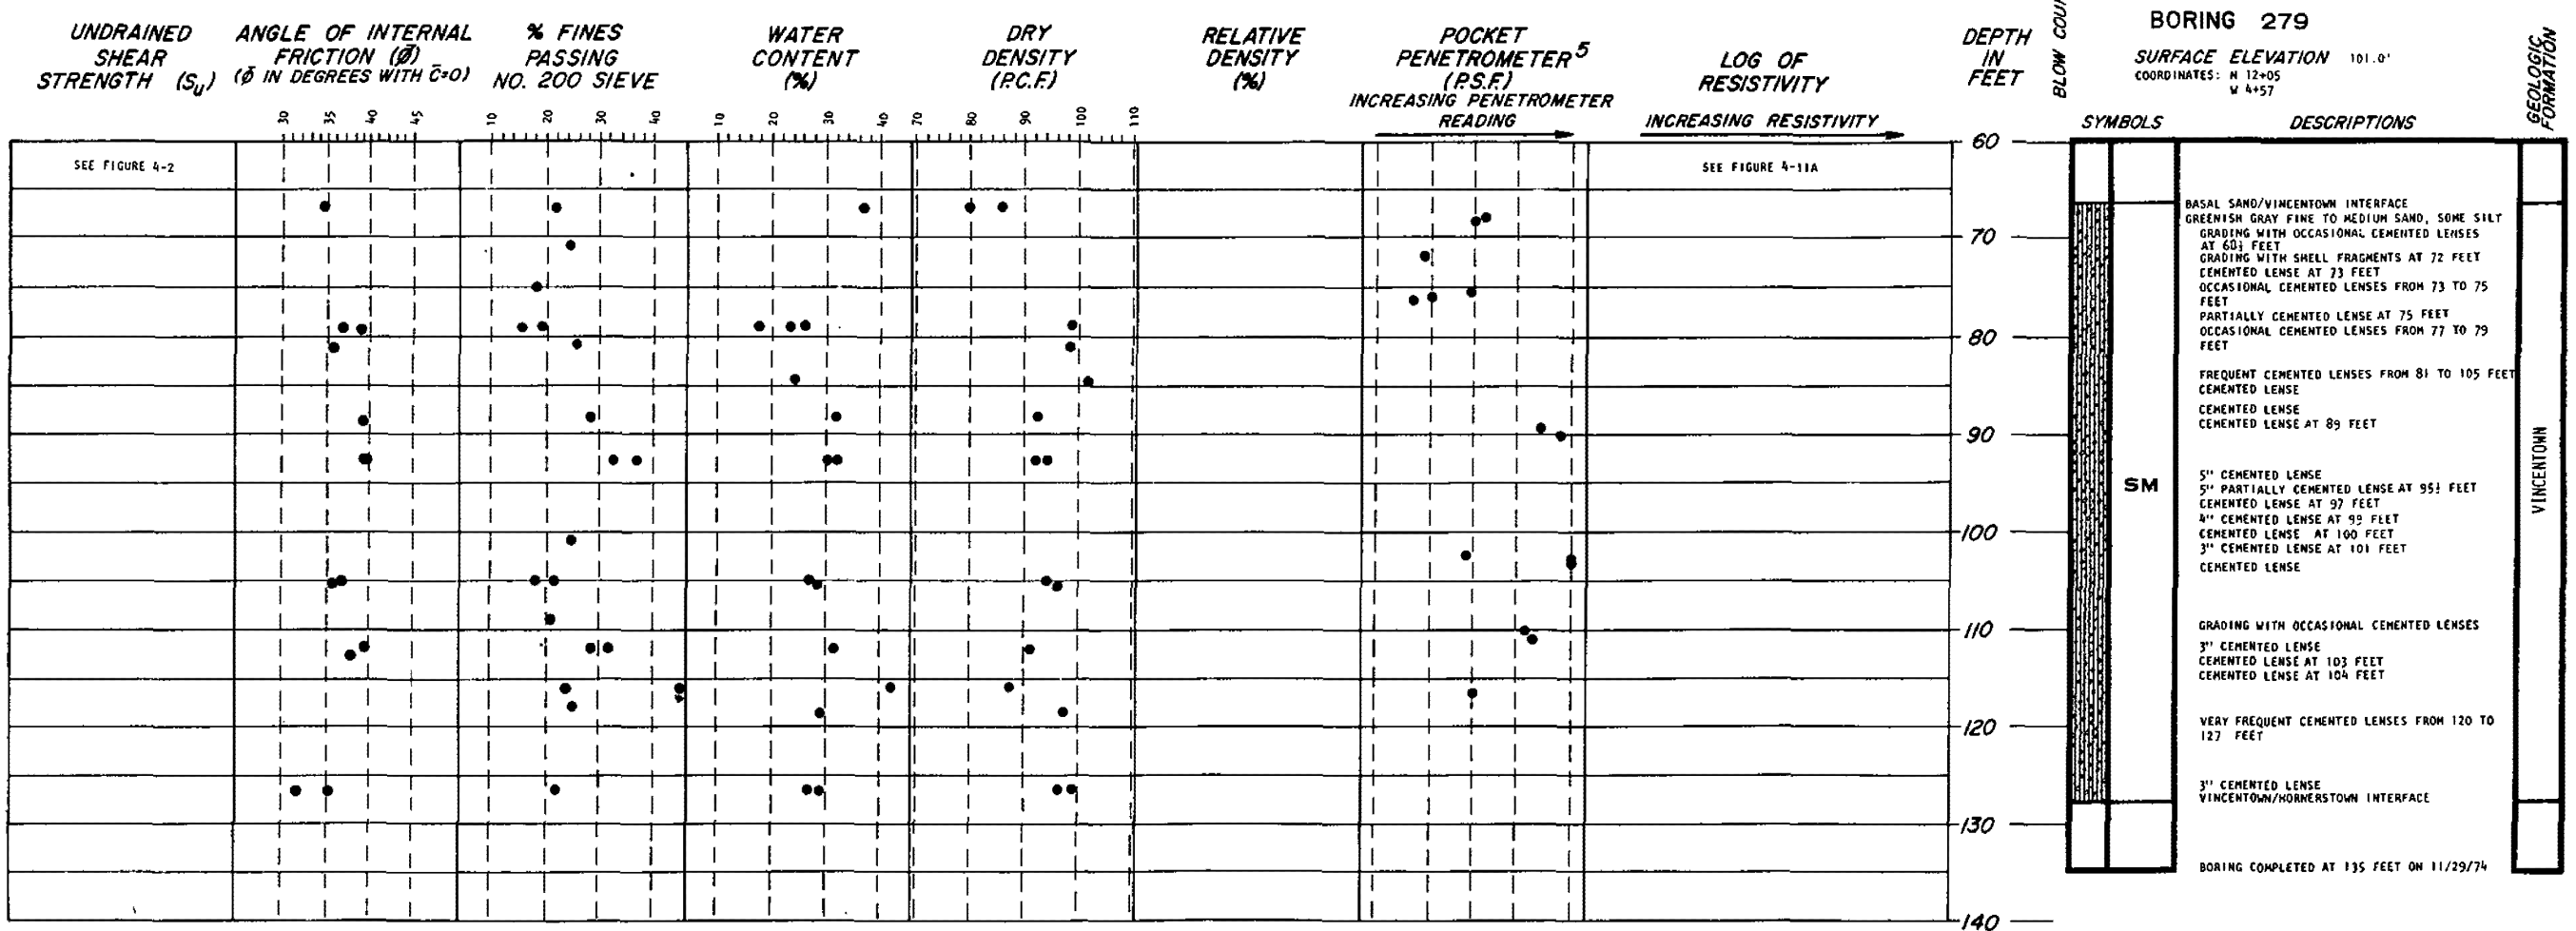 UNDRAINED
SHEAR
STRENGTH (Su)
ANGLE OF INTERNAL
FRICTION (Φ̄)
(Φ̄ IN DEGREES WITH C̄=0)
% FINES
PASSING
NO. 200 SIEVE
WATER
CONTENT
(%)
DRY
DENSITY
(P.C.F.)
RELATIVE
DENSITY
(%)
POCKET
PENETROMETER5
(P.S.F.)
INCREASING PENETROMETER
READING
LOG OF
RESISTIVITY
INCREASING RESISTIVITY
DEPTH
IN
FEET
BLOW COU
BORING 279
SURFACE ELEVATION 101.0'
COORDINATES: N 12+05
W 4+57
SYMBOLS
DESCRIPTIONS
GEOLOGIC
FORMATION
30 35 40 45
10 20 30 40
10 20 30 40
70 80 90 100 110
SEE FIGURE 4-2
SEE FIGURE 4-11A
60
70
80
90
100
110
120
130
140
SM
BASAL SAND/VINCENTOWN INTERFACE
GREENISH GRAY FINE TO MEDIUM SAND, SOME SILT
GRADING WITH OCCASIONAL CEMENTED LENSES
AT FEET
GRADING WITH SHELL FRAGMENTS AT 72 FEET
CEMENTED LENSE AT 73 FEET
OCCASIONAL CEMENTED LENSES FROM 73 TO 75
FEET
PARTIALLY CEMENTED LENSE AT 75 FEET
OCCASIONAL CEMENTED LENSES FROM 77 TO 79
FEET
FREQUENT CEMENTED LENSES FROM 81 TO 105 FEET
CEMENTED LENSE
CEMENTED LENSE
CEMENTED LENSE AT 89 FEET
5" CEMENTED LENSE
5" PARTIALLY CEMENTED LENSE AT FEET
CEMENTED LENSE AT 97 FEET
4" CEMENTED LENSE AT 99 FEET
CEMENTED LENSE AT 100 FEET
3" CEMENTED LENSE AT 101 FEET
CEMENTED LENSE
GRADING WITH OCCASIONAL CEMENTED LENSES
3" CEMENTED LENSE
CEMENTED LENSE AT 103 FEET
CEMENTED LENSE AT 104 FEET
VERY FREQUENT CEMENTED LENSES FROM 120 TO
127 FEET
3" CEMENTED LENSE
VINCENTOWN/HORNERSTOWN INTERFACE
BORING COMPLETED AT 135 FEET ON 11/29/74
VINCENTOWN